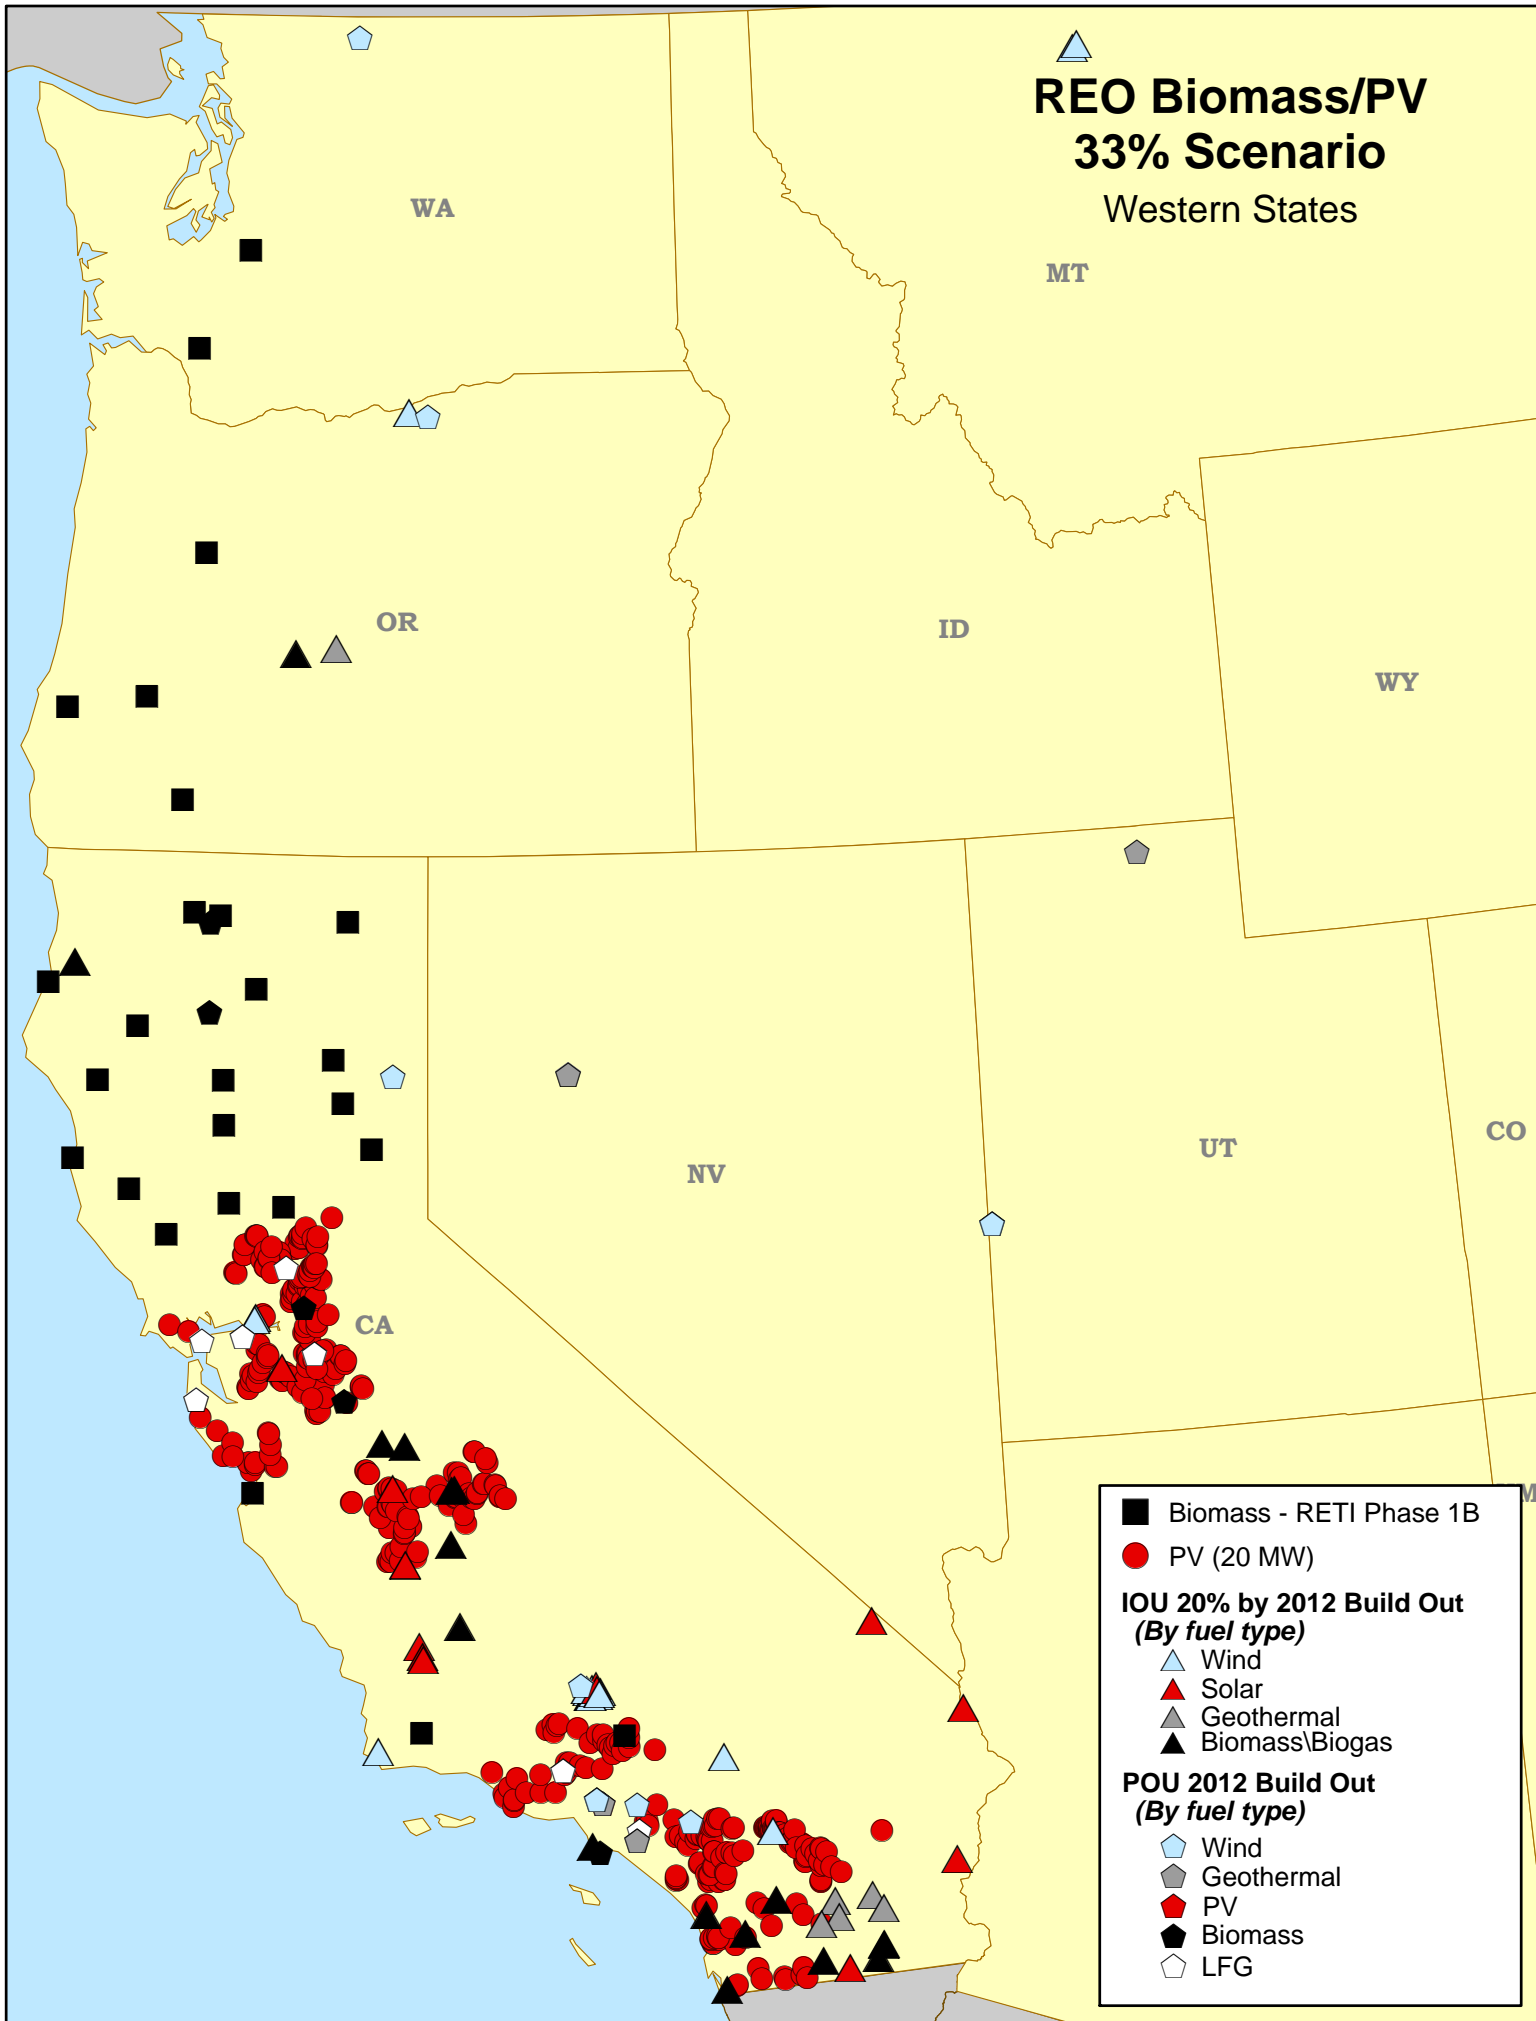 REO Biomass/PV
33% Scenario
Western States
WA
MT
OR
ID
WY
NV
UT
CO
CA
M
Biomass - RETI Phase 1B
PV (20 MW)
IOU 20% by 2012 Build Out
(By fuel type)
Wind
Solar
Geothermal
Biomass\Biogas
POU 2012 Build Out
(By fuel type)
Wind
Geothermal
PV
Biomass
LFG